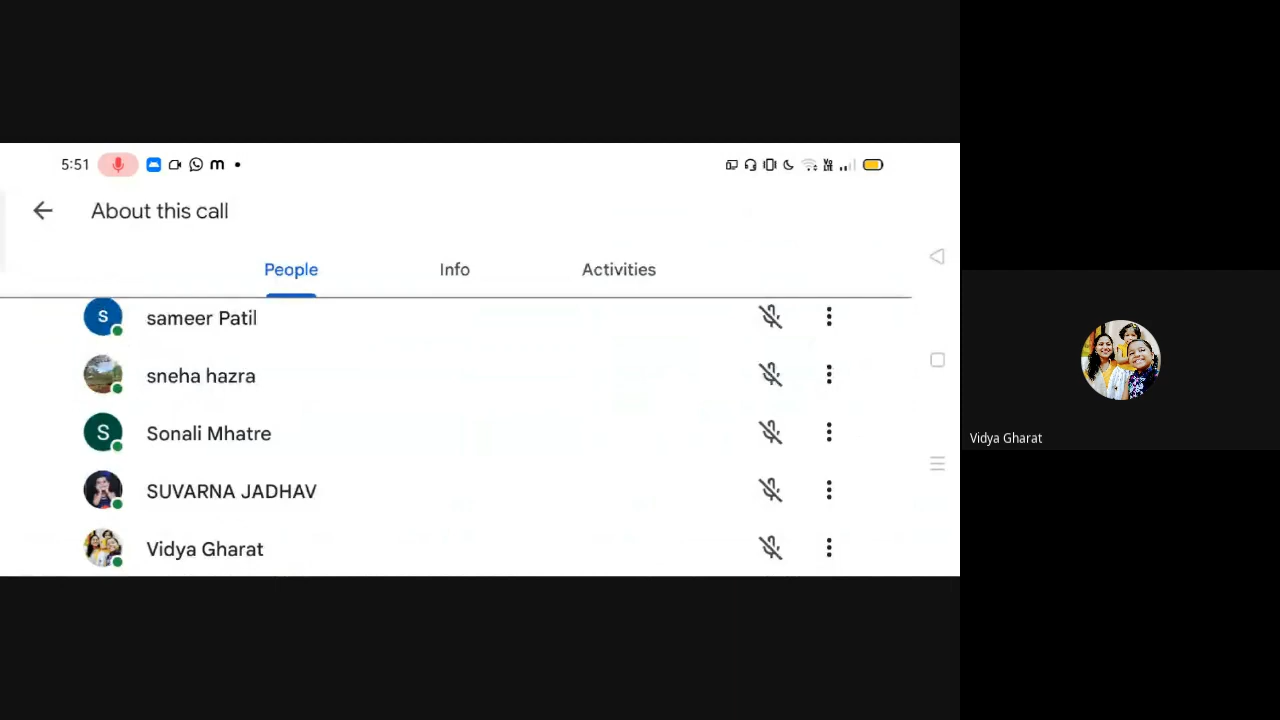 5:51
About this call
People Info Activities
S sameer Patil
sneha hazra
S Sonali Mhatre
SUVARNA JADHAV
Vidya Gharat
Vidya Gharat